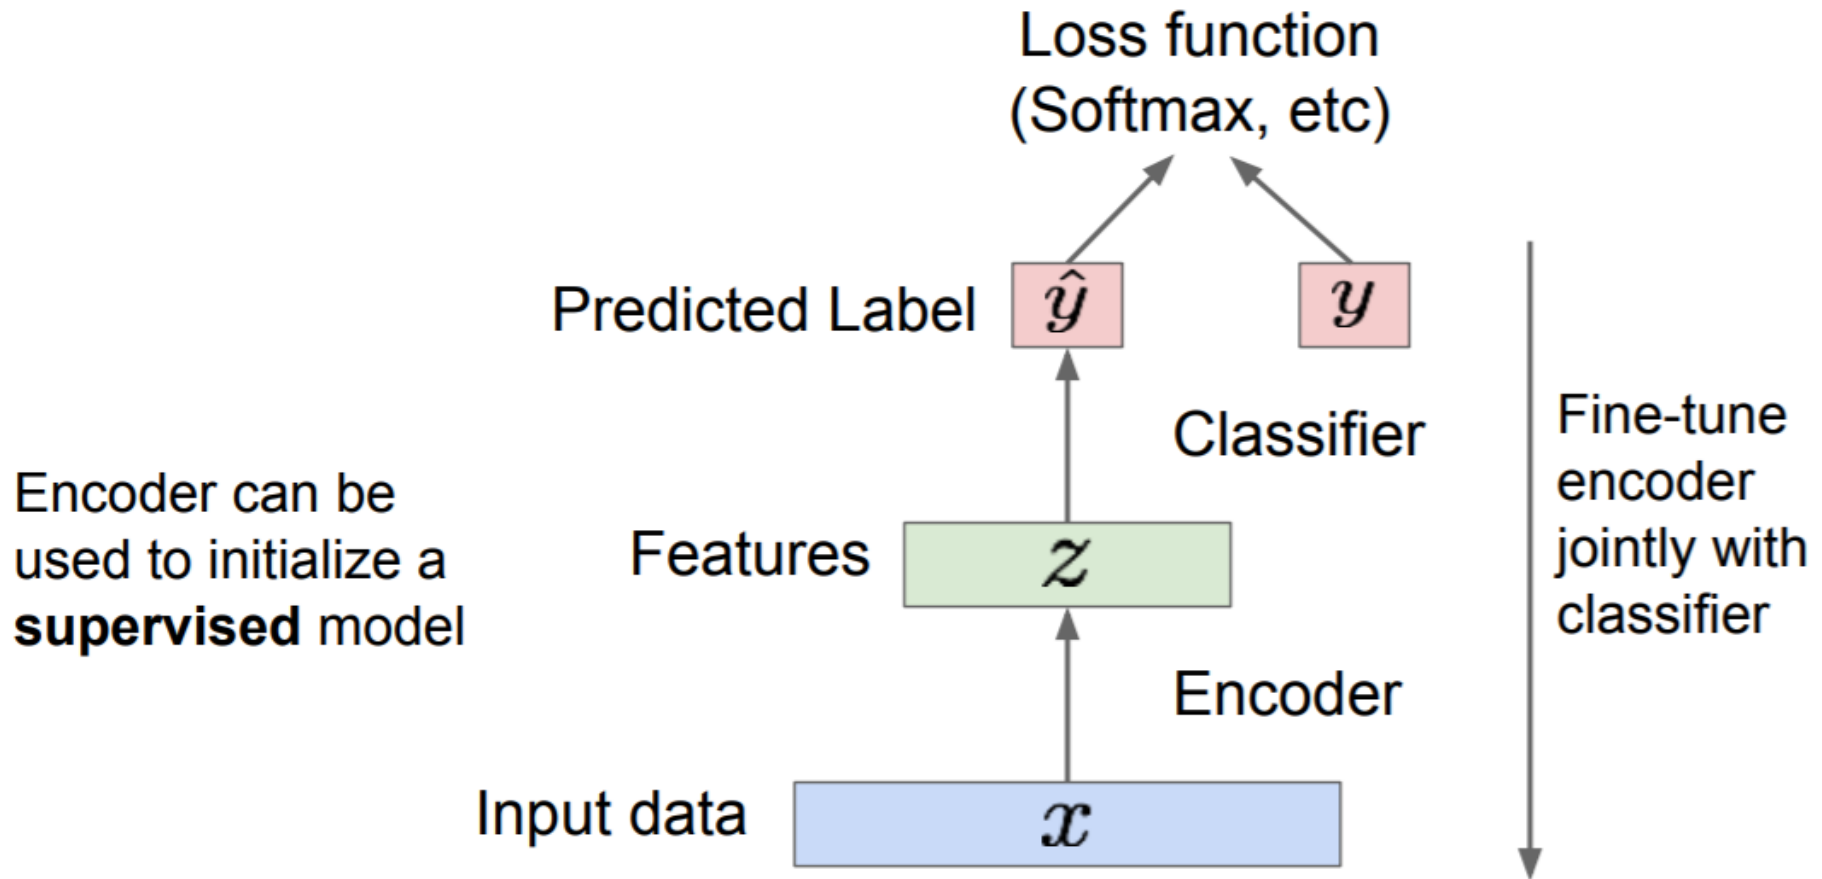 Loss function
(Softmax, etc)
Predicted Label
ŷ
y
Classifier
Fine-tune
encoder
jointly with
classifier
Encoder can be
used to initialize a
supervised model
Features
z
Encoder
Input data
x